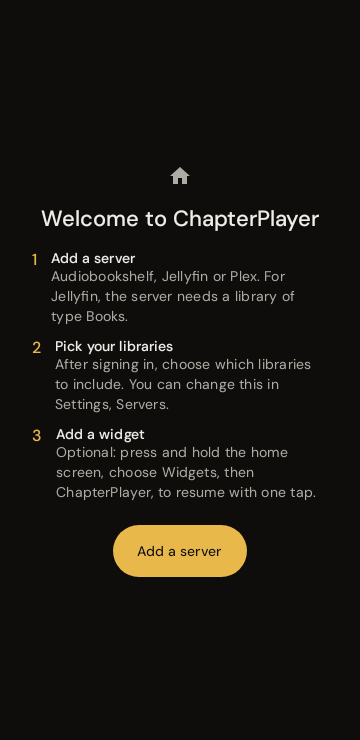 Welcome to ChapterPlayer
1 Add a server
Audiobookshelf, Jellyfin or Plex. For
Jellyfin, the server needs a library of
type Books.
2 Pick your libraries
After signing in, choose which libraries
to include. You can change this in
Settings, Servers.
3 Add a widget
Optional: press and hold the home
screen, choose Widgets, then
ChapterPlayer, to resume with one tap.
Add a server